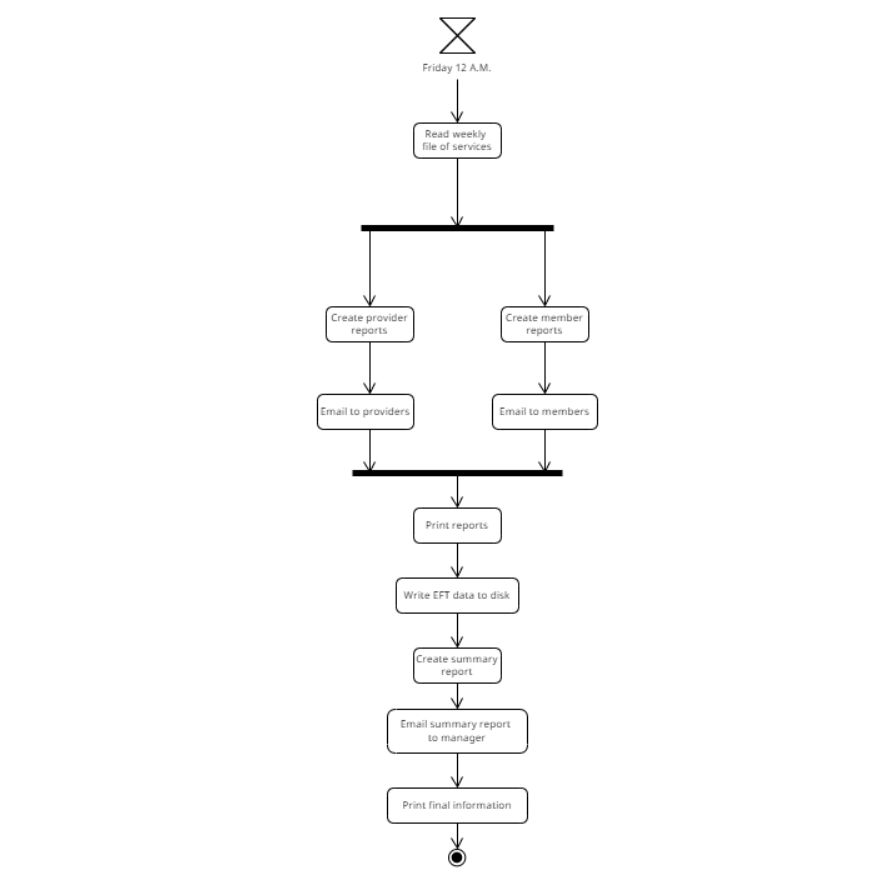 Friday 12 A.M.
Read weekly
file of services
Create provider
reports
Create member
reports
Email to providers
Email to members
Print reports
Write EFT data to disk
Create summary
report
Email summary report
to manager
Print final information